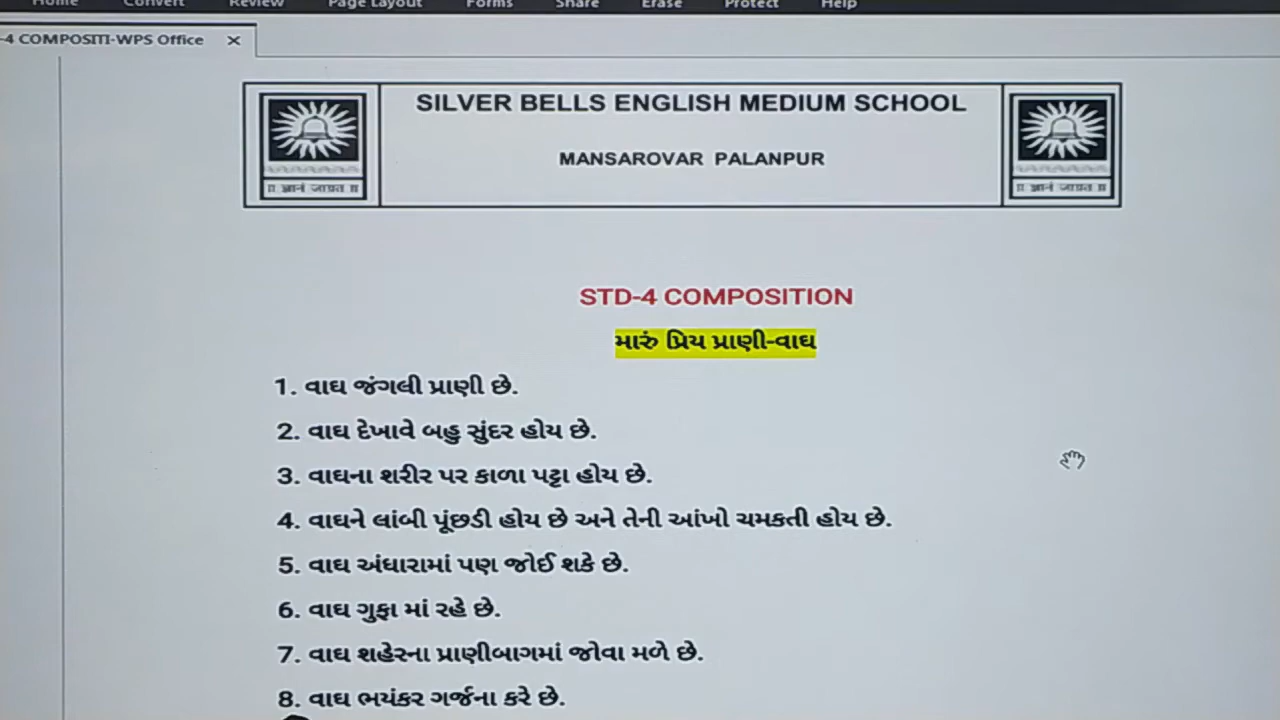 Home Convert Review Page Layout Forms Share Erase Protect Help
-4 COMPOSITI-WPS Office ×
SILVER BELLS ENGLISH MEDIUM SCHOOL
MANSAROVAR PALANPUR
STD-4 COMPOSITION
મારું પ્રિય પ્રાણી-વાઘ
1. વાઘ જંગલી પ્રાણી છે.
2. વાઘ દેખાવે બહુ સુંદર હોય છે.
3. વાઘના શરીર પર કાળા પટ્ટા હોય છે.
4. વાઘને લાંબી પૂંછડી હોય છે અને તેની આંખો ચમકતી હોય છે.
5. વાઘ અંધારામાં પણ જોઈ શકે છે.
6. વાઘ ગુફા માં રહે છે.
7. વાઘ શહેરના પ્રાણીબાગમાં જોવા મળે છે.
8. વાઘ ભયંકર ગર્જના કરે છે.